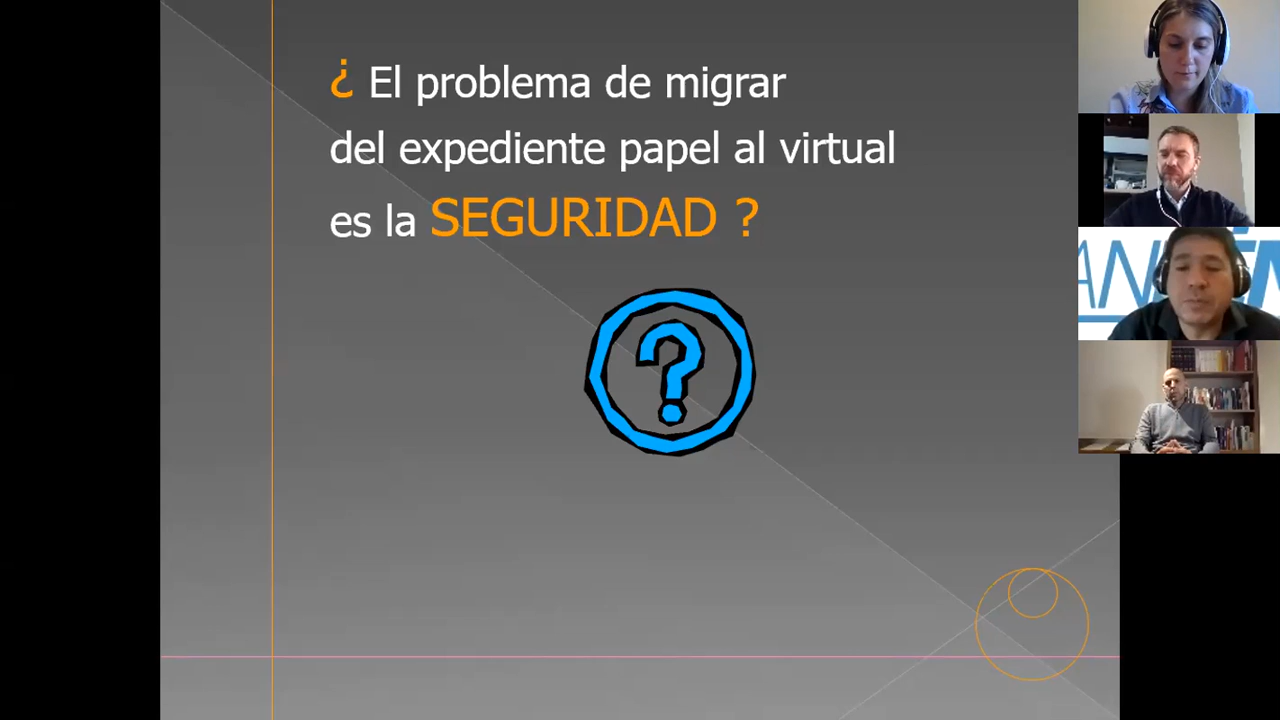 ¿ El problema de migrar
del expediente papel al virtual
es la SEGURIDAD ?
?